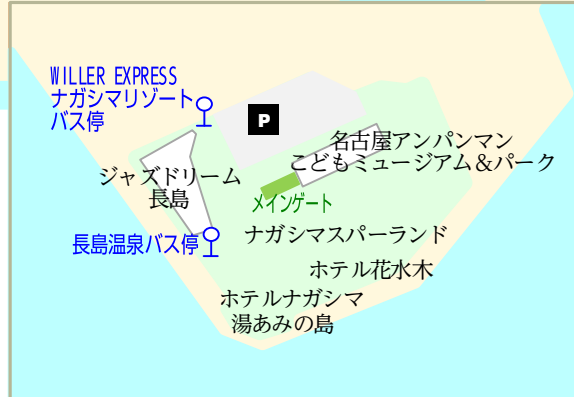 WILLER EXPRESS
ナガシマリゾート
バス停
P
名古屋アンパンマン
こどもミュージアム＆パーク
ジャズドリーム
長島
メインゲート
長島温泉バス停
ナガシマスパーランド
ホテル花水木
ホテルナガシマ
湯あみの島